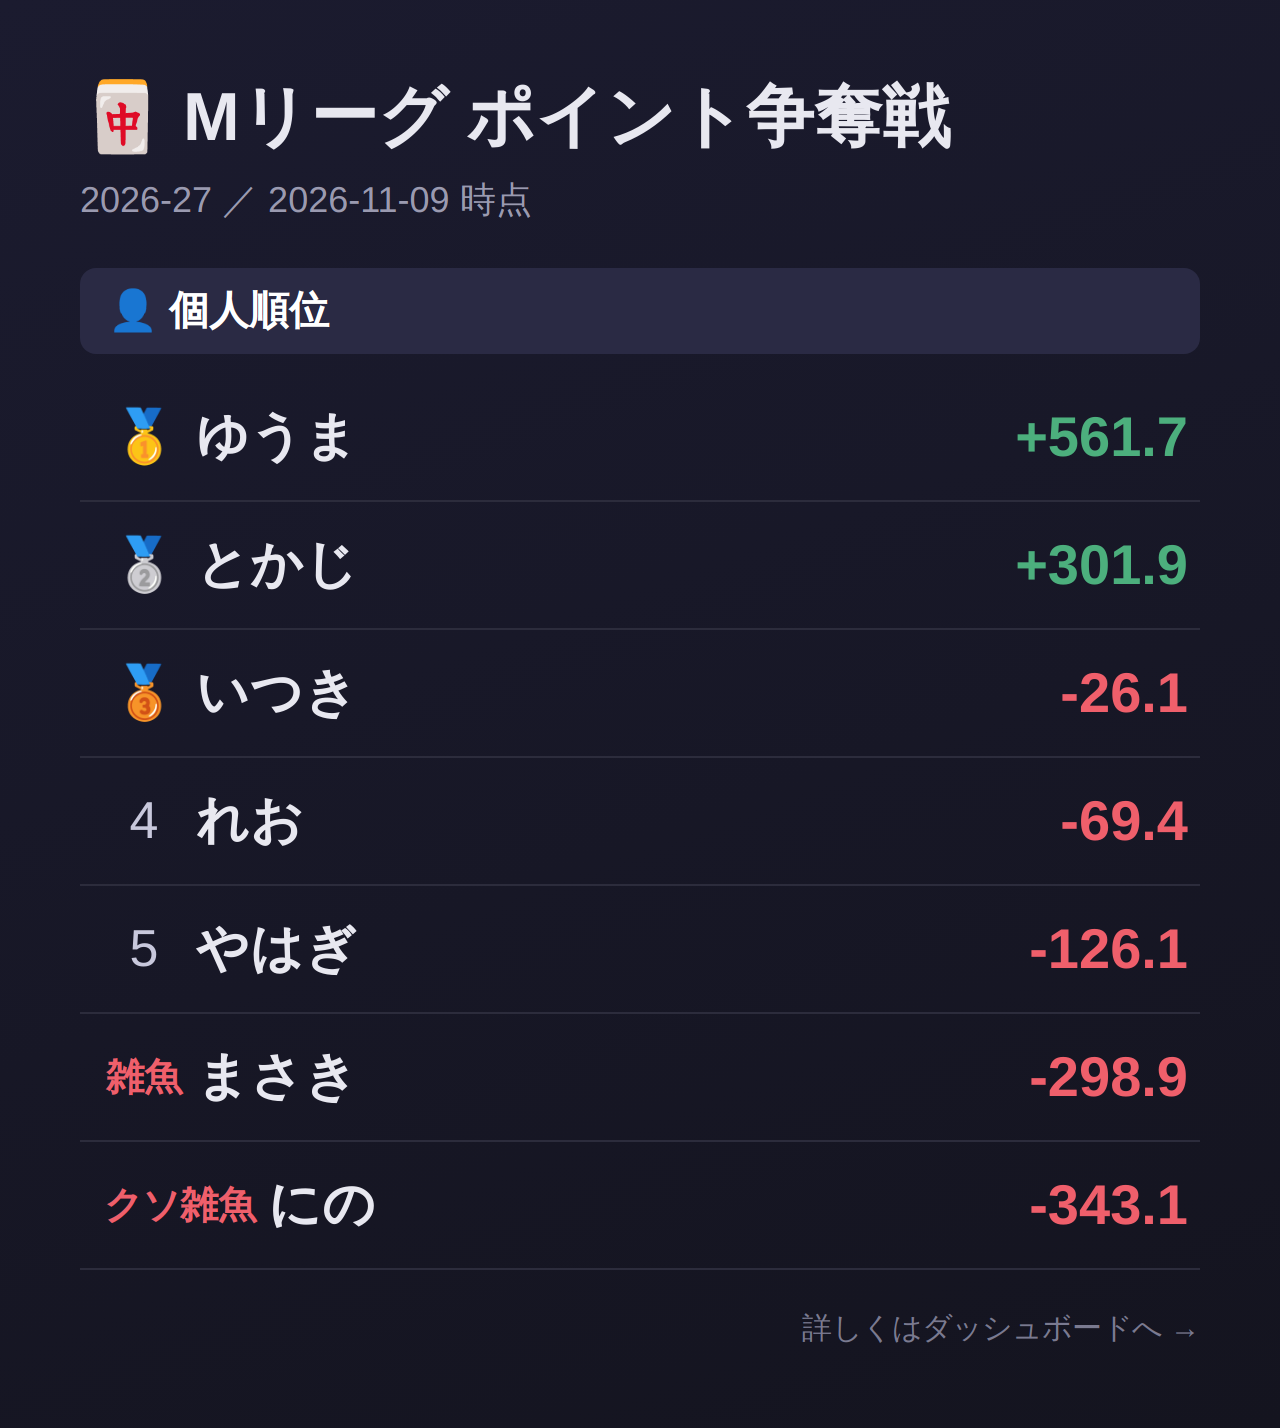 🀄 Mリーグ ポイント争奪戦
2026-27 ／ 2026-11-09 時点
👤 個人順位
🥇 ゆうま +561.7
🥈 とかじ +301.9
🥉 いつき -26.1
4 れお -69.4
5 やはぎ -126.1
雑魚 まさき -298.9
クソ雑魚 にの -343.1
詳しくはダッシュボードへ →